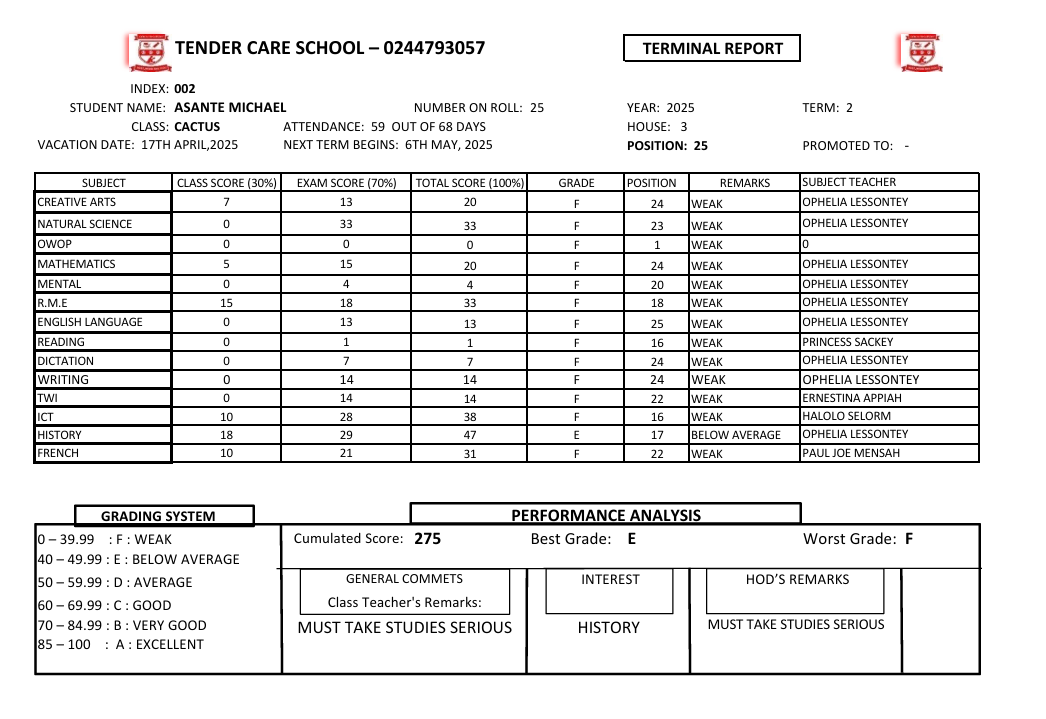 TENDER CARE SCHOOL – 0244793057 TERMINAL REPORT
INDEX: 002
STUDENT NAME: ASANTE MICHAEL NUMBER ON ROLL: 25 YEAR: 2025 TERM: 2
CLASS: CACTUS ATTENDANCE: 59 OUT OF 68 DAYS HOUSE: 3
VACATION DATE: 17TH APRIL,2025 NEXT TERM BEGINS: 6TH MAY, 2025 POSITION: 25 PROMOTED TO: -
SUBJECT CLASS SCORE (30%) EXAM SCORE (70%) TOTAL SCORE (100%) GRADE POSITION REMARKS SUBJECT TEACHER
CREATIVE ARTS 7 13 20 F 24 WEAK OPHELIA LESSONTEY
NATURAL SCIENCE 0 33 33 F 23 WEAK OPHELIA LESSONTEY
OWOP 0 0 0 F 1 WEAK 0
MATHEMATICS 5 15 20 F 24 WEAK OPHELIA LESSONTEY
MENTAL 0 4 4 F 20 WEAK OPHELIA LESSONTEY
R.M.E 15 18 33 F 18 WEAK OPHELIA LESSONTEY
ENGLISH LANGUAGE 0 13 13 F 25 WEAK OPHELIA LESSONTEY
READING 0 1 1 F 16 WEAK PRINCESS SACKEY
DICTATION 0 7 7 F 24 WEAK OPHELIA LESSONTEY
WRITING 0 14 14 F 24 WEAK OPHELIA LESSONTEY
TWI 0 14 14 F 22 WEAK ERNESTINA APPIAH
ICT 10 28 38 F 16 WEAK HALOLO SELORM
HISTORY 18 29 47 E 17 BELOW AVERAGE OPHELIA LESSONTEY
FRENCH 10 21 31 F 22 WEAK PAUL JOE MENSAH
GRADING SYSTEM PERFORMANCE ANALYSIS
0 – 39.99 : F : WEAK Cumulated Score: 275 Best Grade: E Worst Grade: F
40 – 49.99 : E : BELOW AVERAGE
50 – 59.99 : D : AVERAGE GENERAL COMMETS INTEREST HOD'S REMARKS
60 – 69.99 : C : GOOD Class Teacher's Remarks:
70 – 84.99 : B : VERY GOOD MUST TAKE STUDIES SERIOUS HISTORY MUST TAKE STUDIES SERIOUS
85 – 100 : A : EXCELLENT